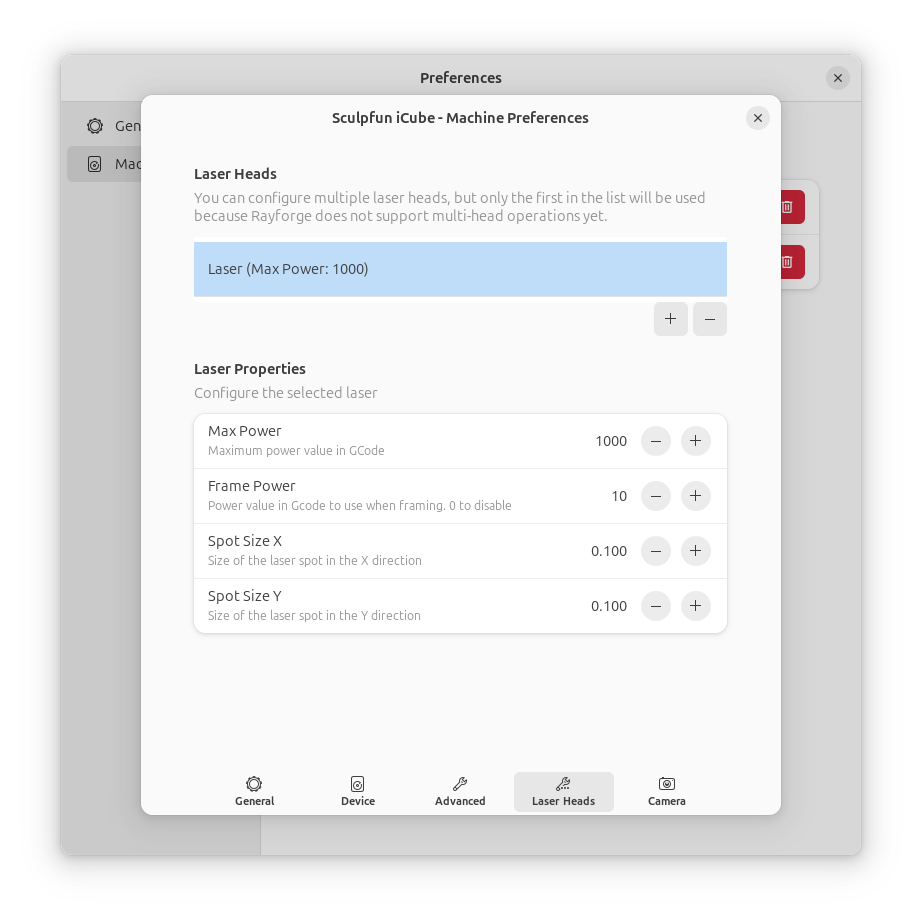 Preferences
Gen
Mac
Sculpfun iCube - Machine Preferences
Laser Heads
You can configure multiple laser heads, but only the first in the list will be used
because Rayforge does not support multi-head operations yet.
Laser (Max Power: 1000)
Laser Properties
Configure the selected laser
Max Power
Maximum power value in GCode
1000
Frame Power
Power value in Gcode to use when framing. 0 to disable
10
Spot Size X
Size of the laser spot in the X direction
0.100
Spot Size Y
Size of the laser spot in the Y direction
0.100
General
Device
Advanced
Laser Heads
Camera